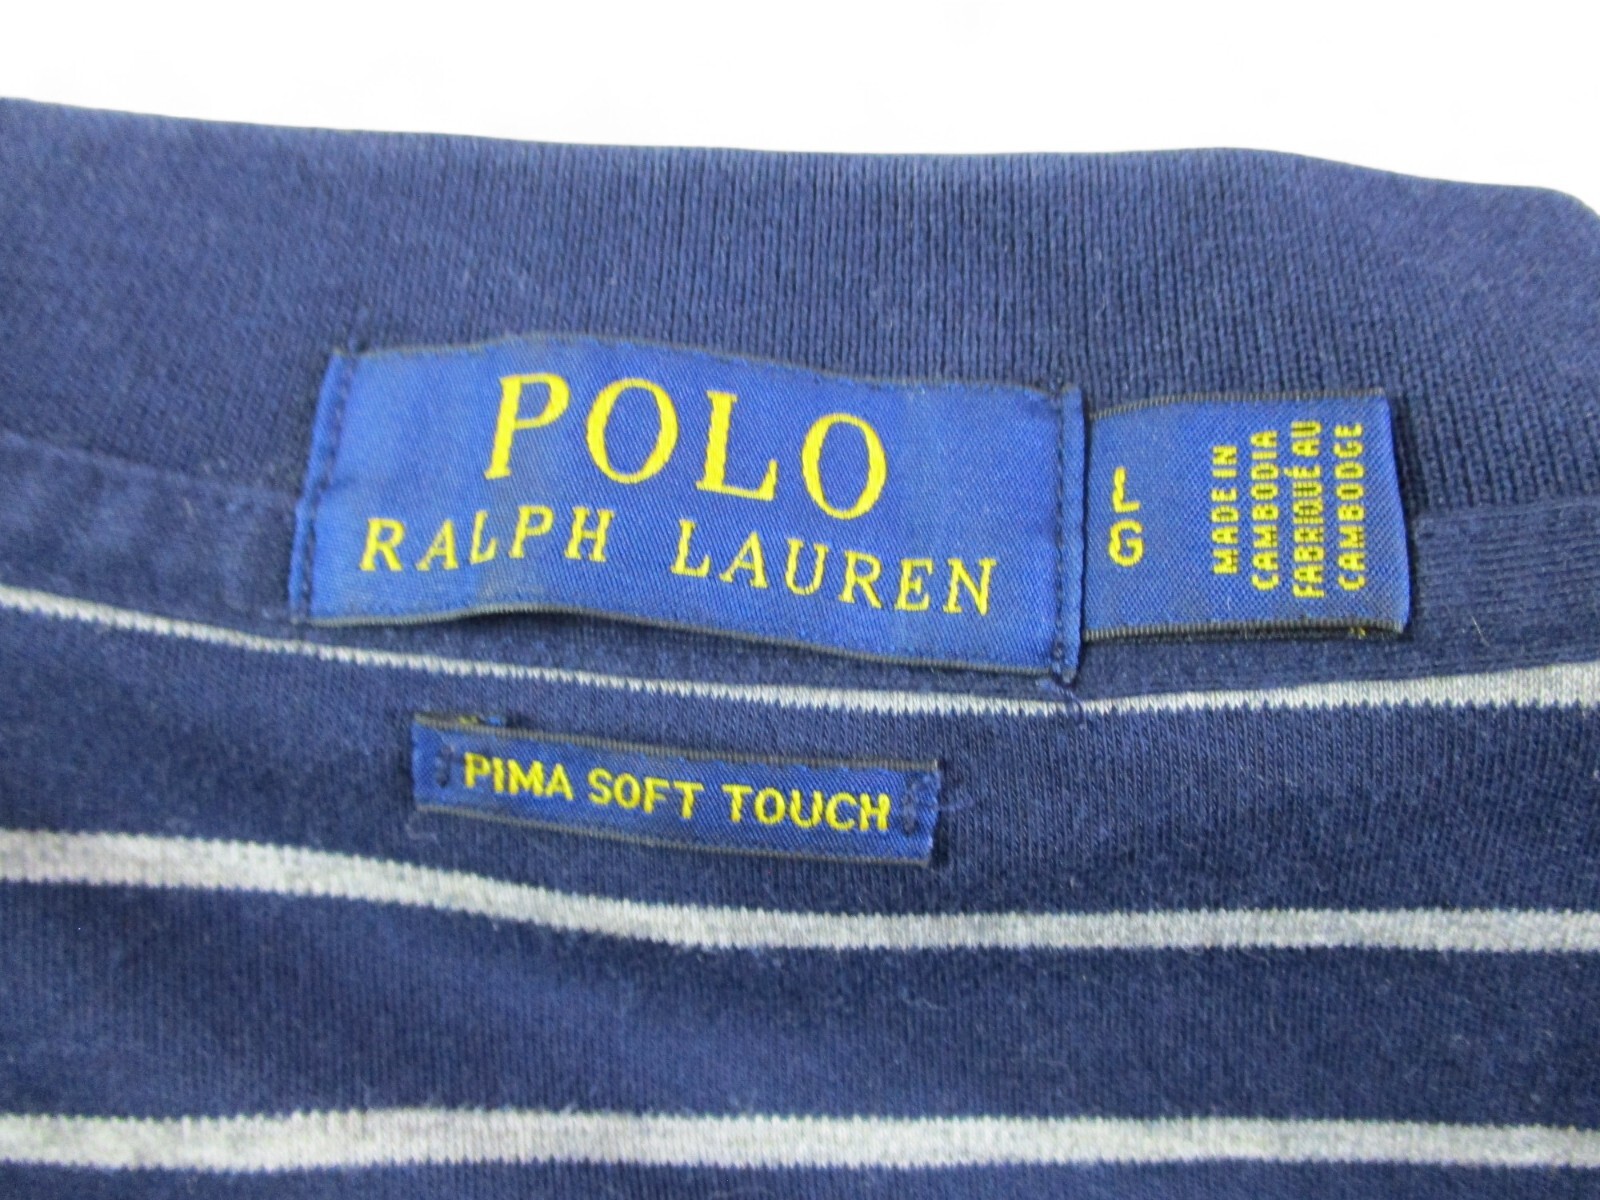 POLO
RALPH LAUREN
L
G
MADE IN
CAMBODIA
FABRIQUÉ AU
CAMBODGE
PIMA SOFT TOUCH